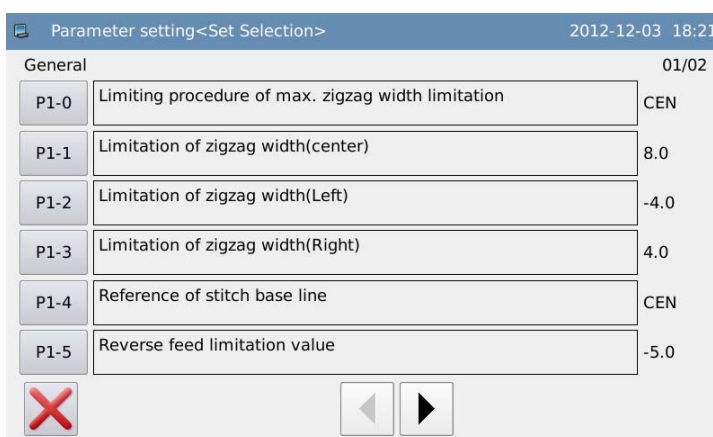 Parameter setting<Set Selection> 2012-12-03 18:21
General 01/02
P1-0 Limiting procedure of max. zigzag width limitation CEN
P1-1 Limitation of zigzag width(center) 8.0
P1-2 Limitation of zigzag width(Left) -4.0
P1-3 Limitation of zigzag width(Right) 4.0
P1-4 Reference of stitch base line CEN
P1-5 Reverse feed limitation value -5.0